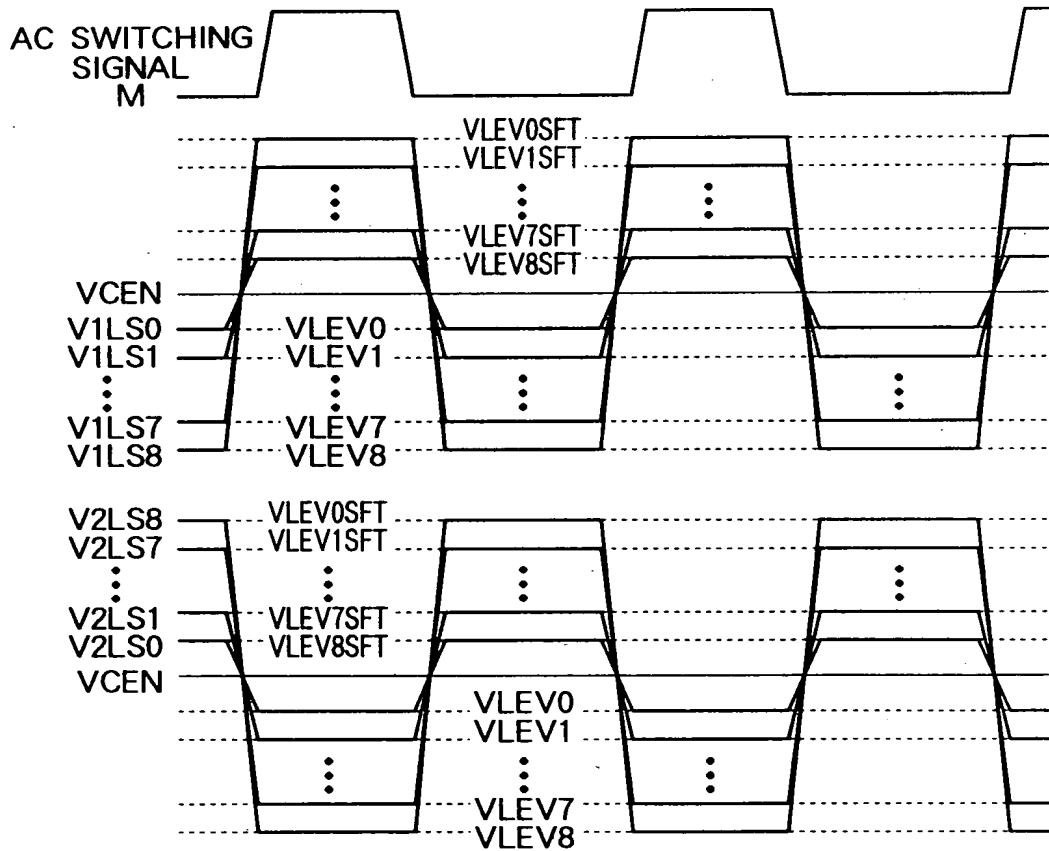 AC SWITCHING
SIGNAL
M
VLEV0SFT
VLEV1SFT
VLEV7SFT
VLEV8SFT
VCEN
V1LS0 VLEV0
V1LS1 VLEV1
V1LS7 VLEV7
V1LS8 VLEV8
V2LS8 VLEV0SFT
V2LS7 VLEV1SFT
V2LS1 VLEV7SFT
V2LS0 VLEV8SFT
VCEN
VLEV0
VLEV1
VLEV7
VLEV8